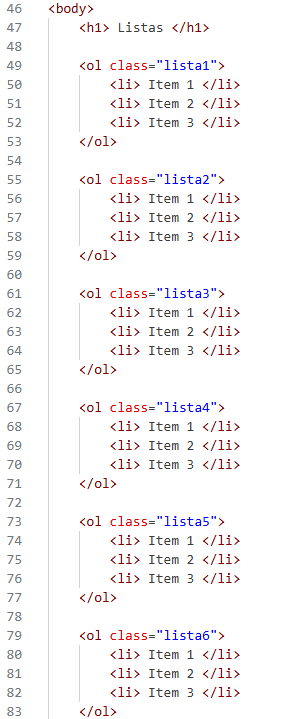 46 <body>
47 <h1> Listas </h1>
48
49 <ol class="lista1">
50 <li> Item 1 </li>
51 <li> Item 2 </li>
52 <li> Item 3 </li>
53 </ol>
54
55 <ol class="lista2">
56 <li> Item 1 </li>
57 <li> Item 2 </li>
58 <li> Item 3 </li>
59 </ol>
60
61 <ol class="lista3">
62 <li> Item 1 </li>
63 <li> Item 2 </li>
64 <li> Item 3 </li>
65 </ol>
66
67 <ol class="lista4">
68 <li> Item 1 </li>
69 <li> Item 2 </li>
70 <li> Item 3 </li>
71 </ol>
72
73 <ol class="lista5">
74 <li> Item 1 </li>
75 <li> Item 2 </li>
76 <li> Item 3 </li>
77 </ol>
78
79 <ol class="lista6">
80 <li> Item 1 </li>
81 <li> Item 2 </li>
82 <li> Item 3 </li>
83 </ol>